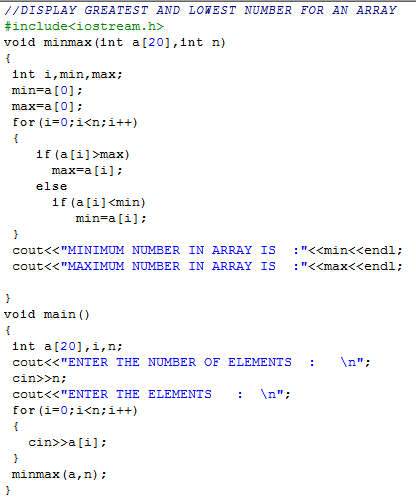 //DISPLAY GREATEST AND LOWEST NUMBER FOR AN ARRAY
#include<iostream.h>
void minmax(int a[20],int n)
{
int i,min,max;
min=a[0];
max=a[0];
for(i=0;i<n;i++)
{
if(a[i]>max)
max=a[i];
else
if(a[i]<min)
min=a[i];
}
cout<<"MINIMUM NUMBER IN ARRAY IS  :"<<min<<endl;
cout<<"MAXIMUM NUMBER IN ARRAY IS  :"<<max<<endl;
}
void main()
{
int a[20],i,n;
cout<<"ENTER THE NUMBER OF ELEMENTS  :   \n";
cin>>n;
cout<<"ENTER THE ELEMENTS   :  \n";
for(i=0;i<n;i++)
{
cin>>a[i];
}
minmax(a,n);
}